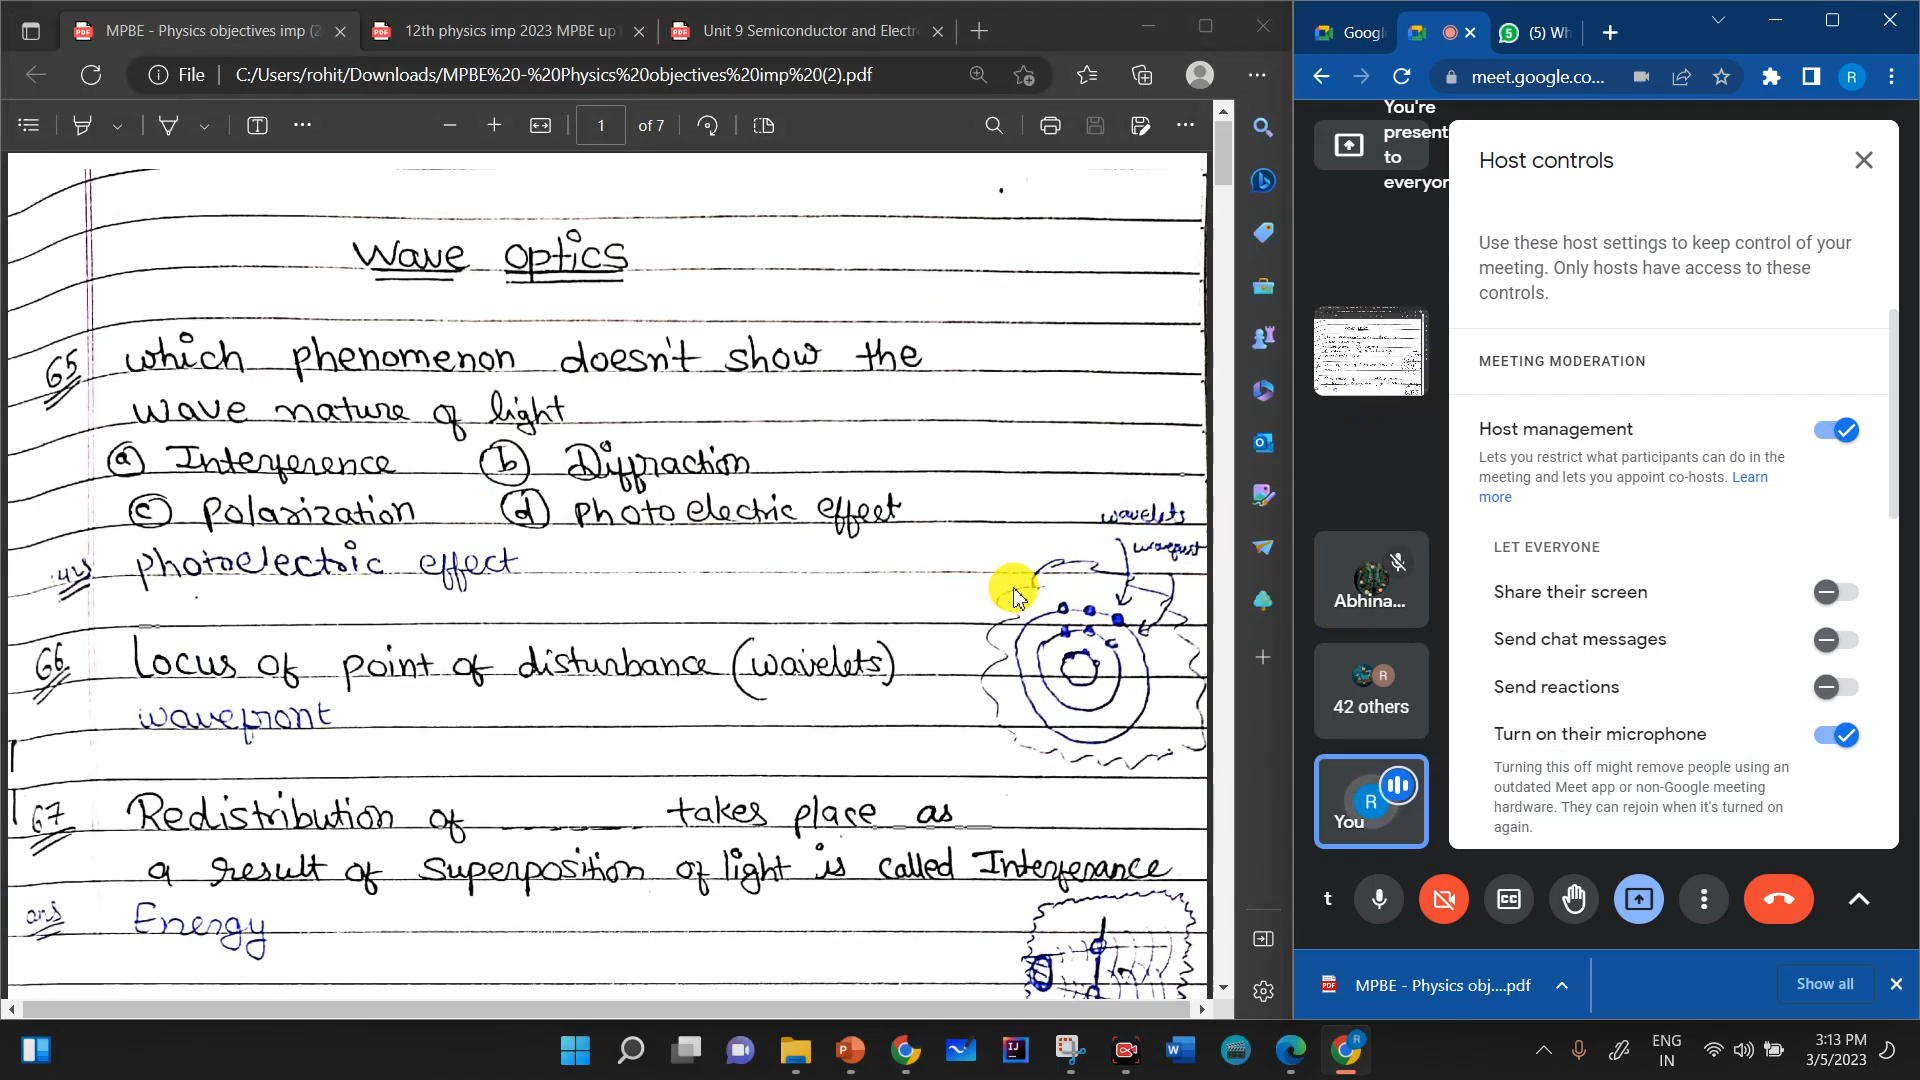 MPBE - Physics objectives imp (2
12th physics imp 2023 MPBE up
Unit 9 Semiconductor and Electr
File
C:/Users/rohit/Downloads/MPBE%20-%20Physics%20objectives%20imp%20(2).pdf
1 of 7
Wave Optics
65 which phenomenon doesn't show the
wave nature of light
(a) Interference (b) Diffraction
(c) Polarization (d) Photoelectric effect
ans photoelectric effect
wavelets
66 Locus of point of disturbance (wavelets)
wavefront
67 Redistribution of ______ takes place as
a result of superposition of light is called Interferance
ans Energy
Googl
(5) Wh
meet.google.co...
R
You're
present
to
everyon
Abhina...
R
42 others
R
You
Host controls
Use these host settings to keep control of your
meeting. Only hosts have access to these
controls.
MEETING MODERATION
Host management
Lets you restrict what participants can do in the
meeting and lets you appoint co-hosts. Learn
more
LET EVERYONE
Share their screen
Send chat messages
Send reactions
Turn on their microphone
Turning this off might remove people using an
outdated Meet app or non-Google meeting
hardware. They can rejoin when it's turned on
again.
t
MPBE - Physics obj....pdf
Show all
ENG
IN
3:13 PM
3/5/2023